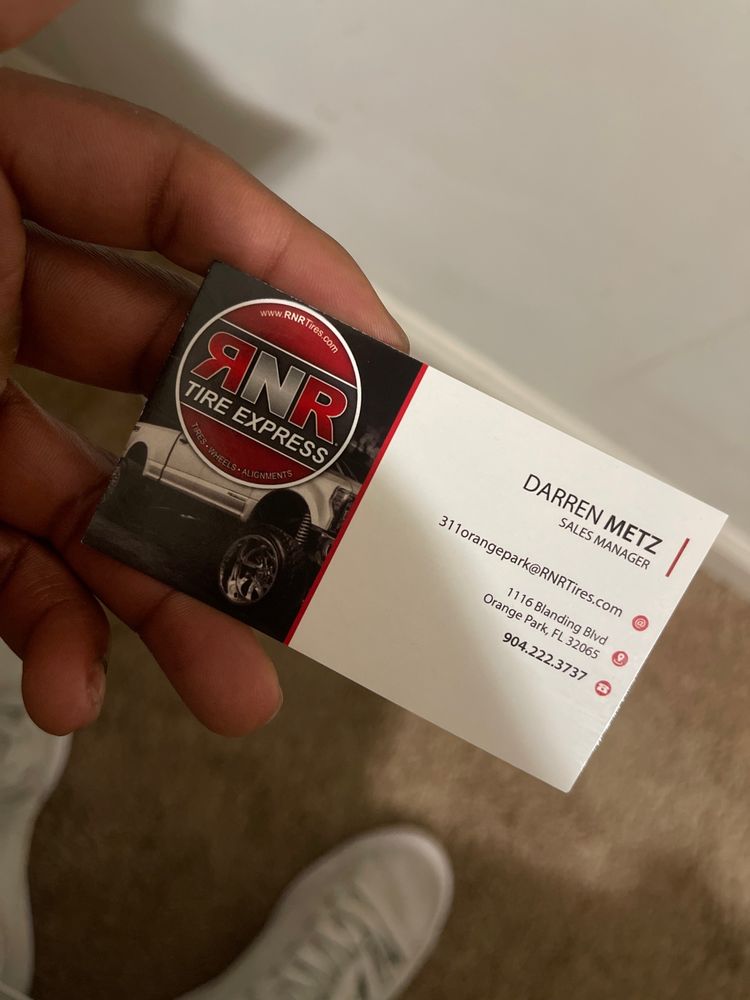 www.RNRTires.com
RNR
TIRE EXPRESS
TIRES • WHEELS • ALIGNMENTS
DARREN METZ
SALES MANAGER
311orangepark@RNRTires.com
1116 Blanding Blvd
Orange Park, FL 32065
904.222.3737